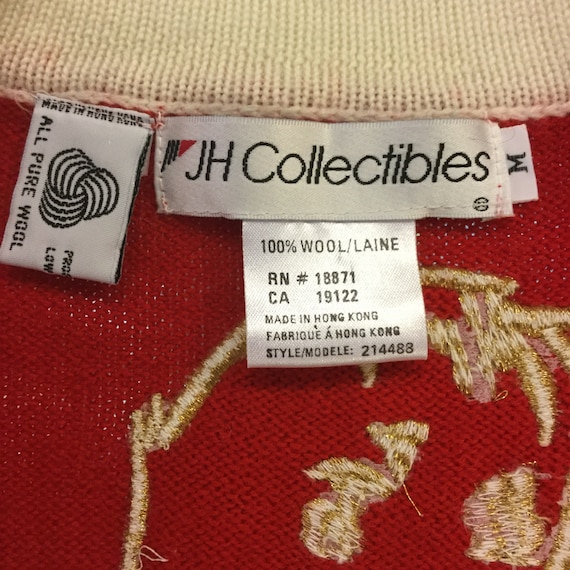 MADE IN HONG KONG
ALL PURE WOOL
JH Collectibles
M
100% WOOL/LAINE
RN # 18871
CA 19122
MADE IN HONG KONG
FABRIQUÉ À HONG KONG
STYLE/MODELE: 214488